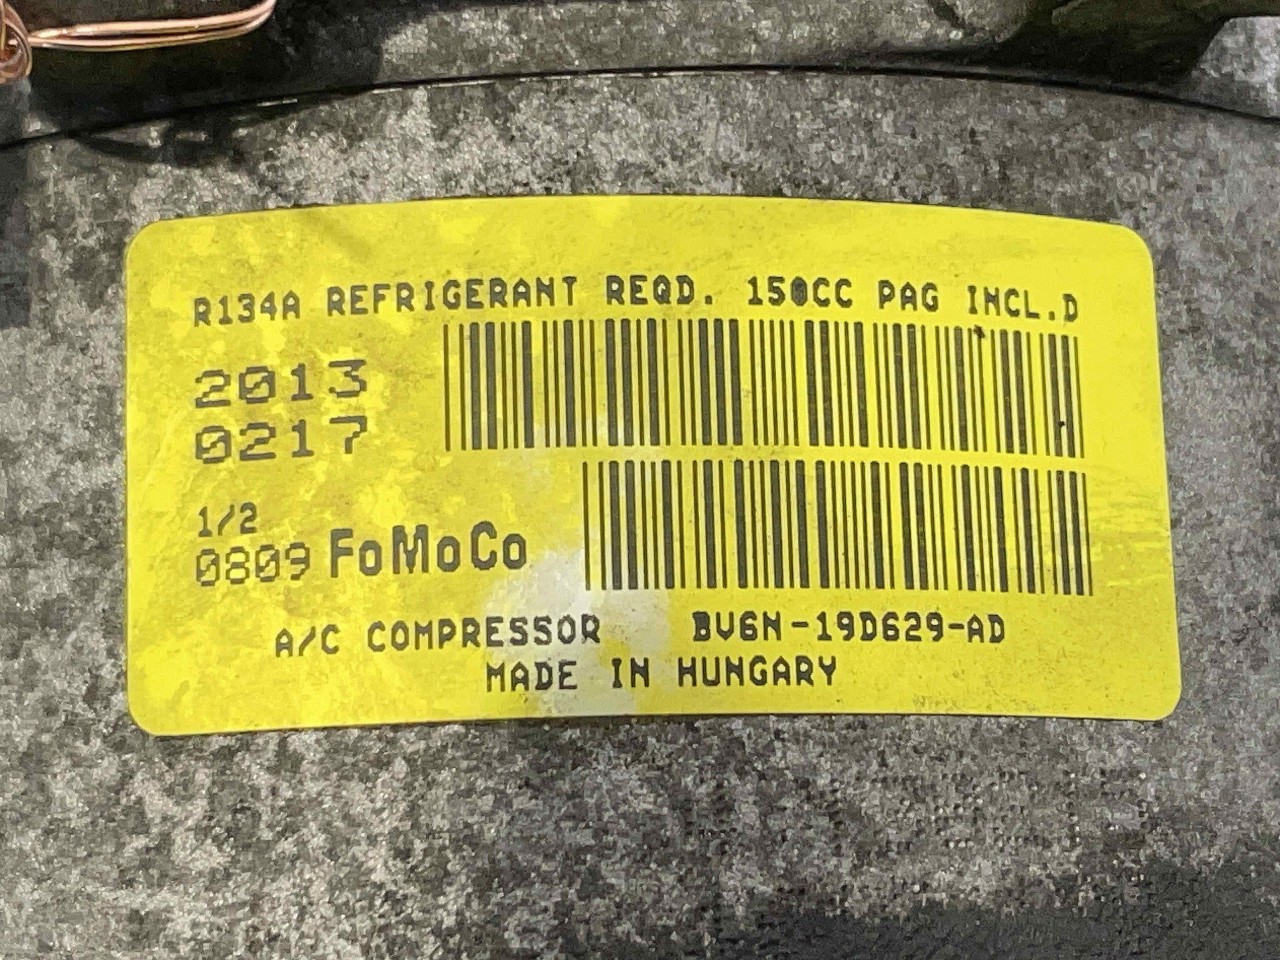 R134A REFRIGERANT REQD. 150CC PAG INCL.D
2013
0217
1/2
0809 FoMoCo
A/C COMPRESSOR BV6N-19D629-AD
MADE IN HUNGARY